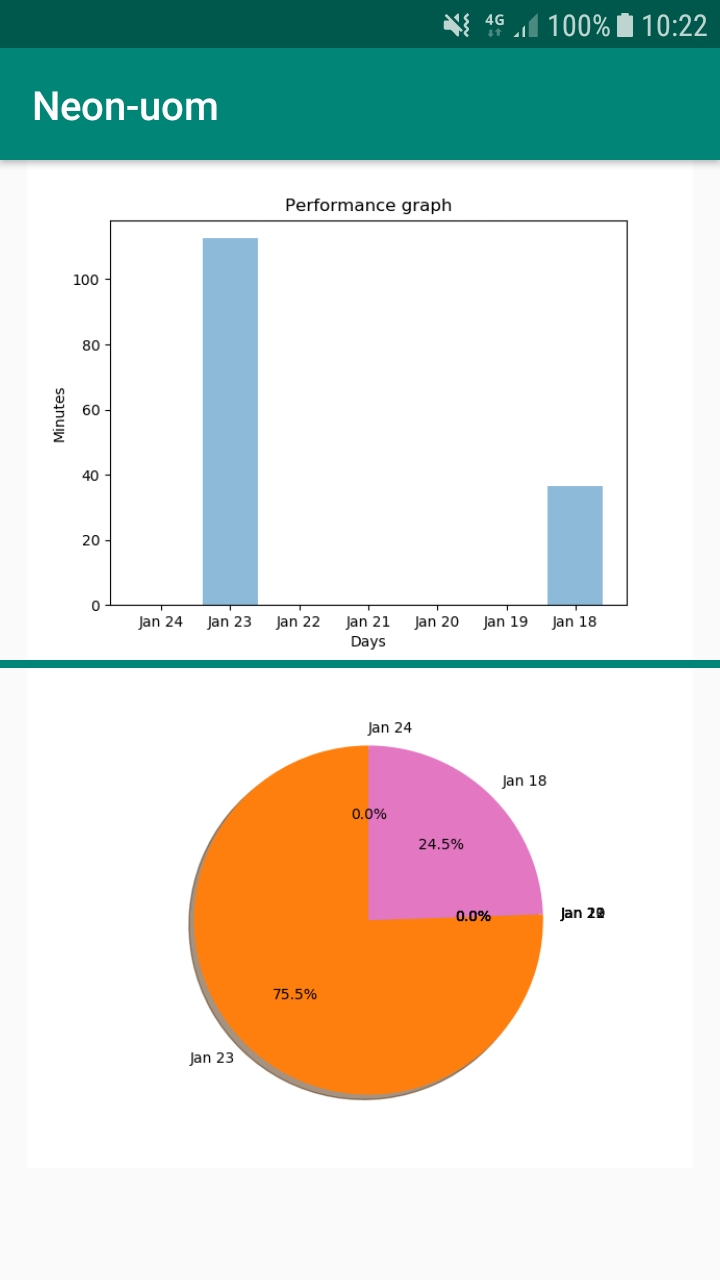 4G 100% 10:22
Neon-uom
Performance graph
100
80
60
40
20
0
Minutes
Jan 24 Jan 23 Jan 22 Jan 21 Jan 20 Jan 19 Jan 18
Days
Jan 24
Jan 18
0.0%
24.5%
0.0%
75.5%
Jan 23